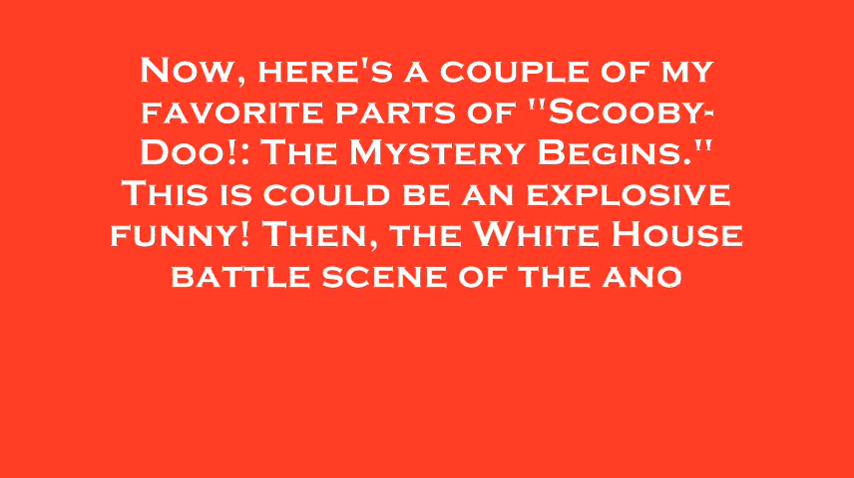 Now, here's a couple of my
favorite parts of "Scooby-
Doo!: The Mystery Begins."
This is could be an explosive
funny! Then, the White House
battle scene of the ano